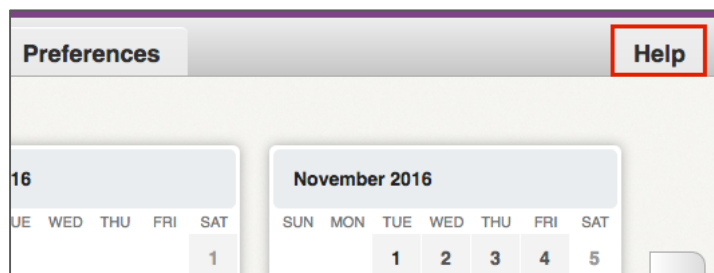 Preferences Help
16 November 2016
UE WED THU FRI SAT SUN MON TUE WED THU FRI SAT
1 1 2 3 4 5